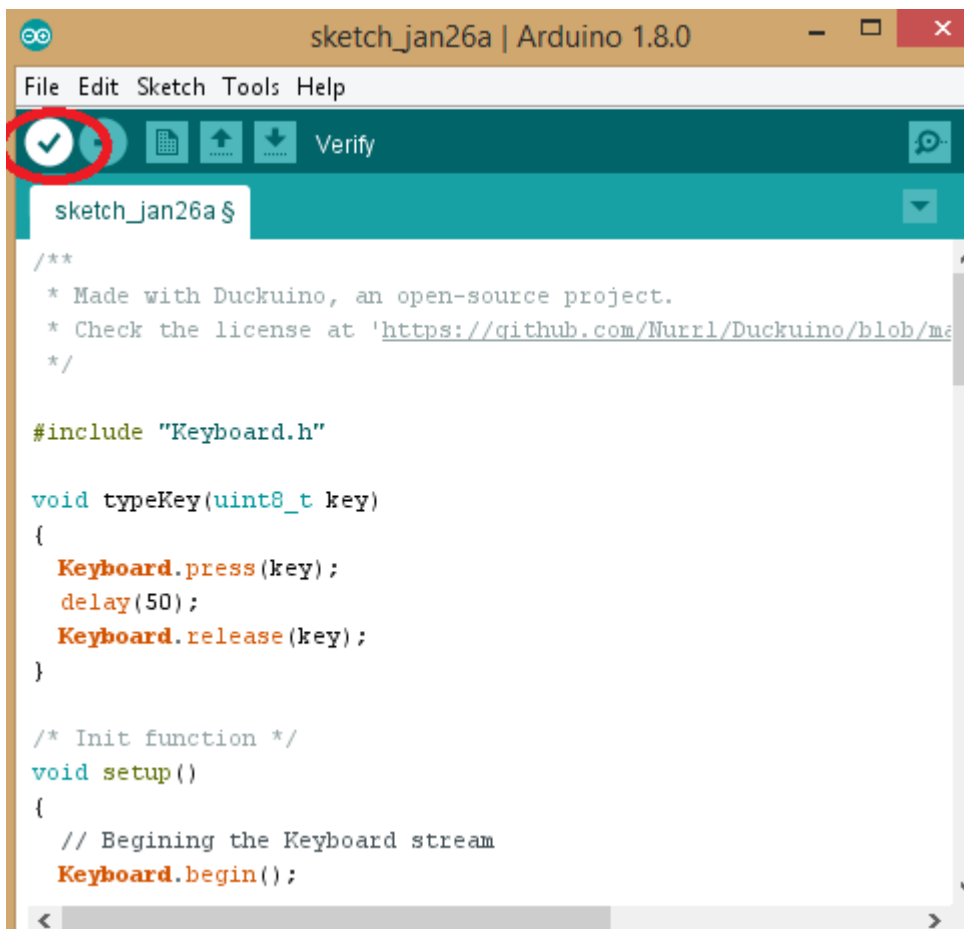 sketch_jan26a | Arduino 1.8.0
File Edit Sketch Tools Help
Verify
sketch_jan26a §
/**
 * Made with Duckuino, an open-source project.
 * Check the license at 'https://github.com/Nurrl/Duckuino/blob/ma
 */
#include "Keyboard.h"
void typeKey(uint8_t key)
{
  Keyboard.press(key);
  delay(50);
  Keyboard.release(key);
}
/* Init function */
void setup()
{
  // Begining the Keyboard stream
  Keyboard.begin();